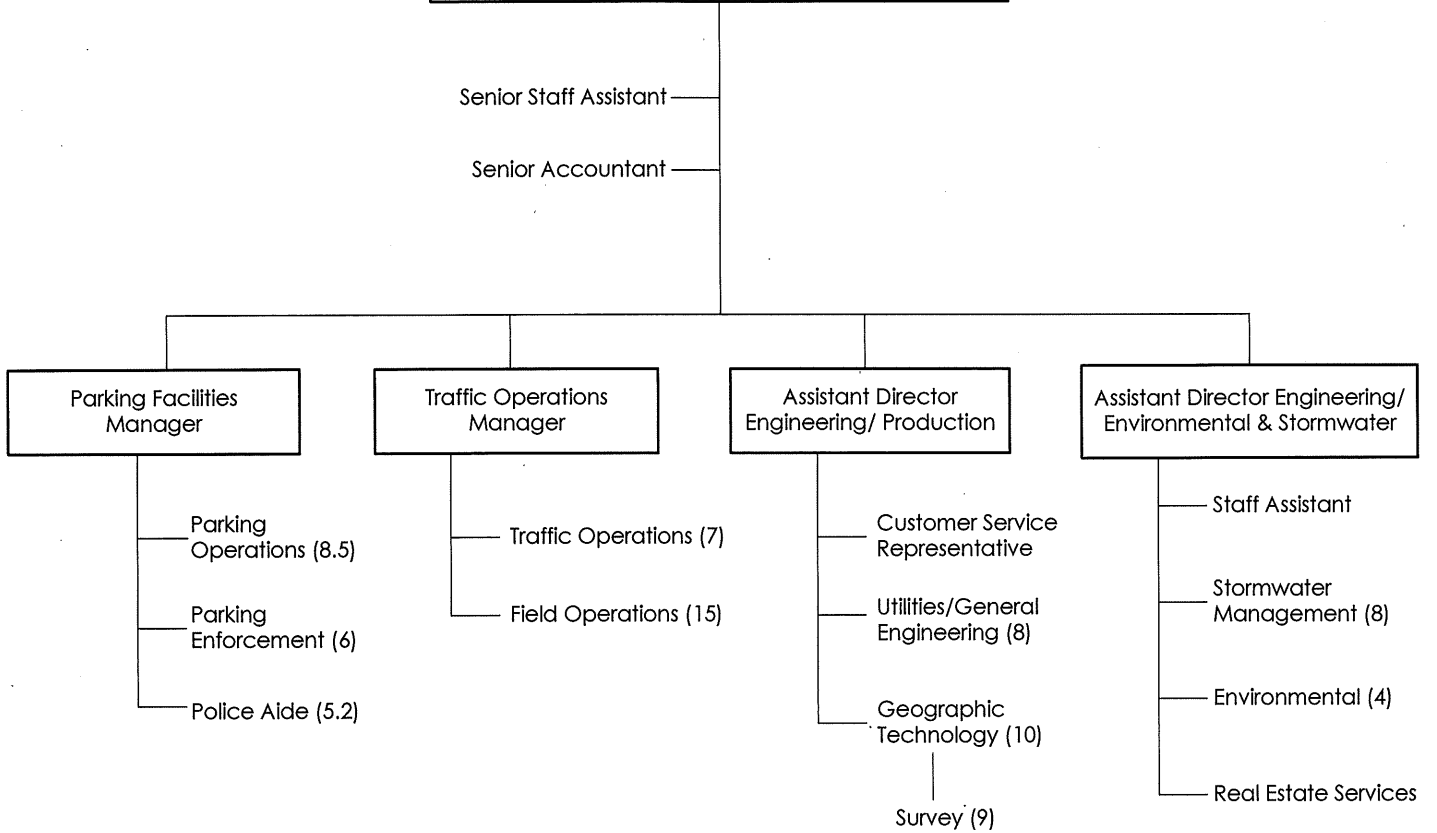 Senior Staff Assistant
Senior Accountant
Parking Facilities
Manager
Traffic Operations
Manager
Assistant Director
Engineering/ Production
Assistant Director Engineering/
Environmental & Stormwater
Parking
Operations (8.5)
Parking
Enforcement (6)
Police Aide (5.2)
Traffic Operations (7)
Field Operations (15)
Customer Service
Representative
Utilities/General
Engineering (8)
Geographic
Technology (10)
Survey (9)
Staff Assistant
Stormwater
Management (8)
Environmental (4)
Real Estate Services